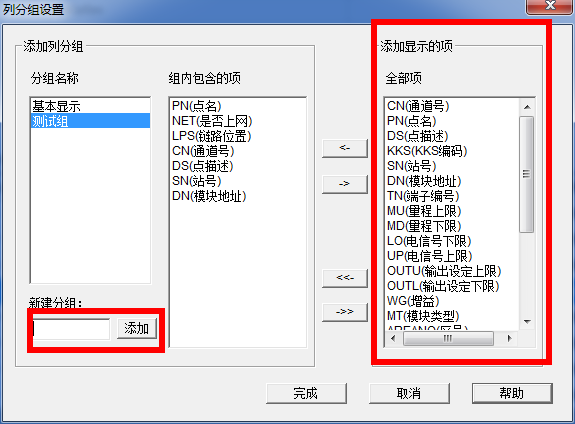 列分组设置
添加列分组
分组名称
基本显示
测试组
新建分组：
添加
组内包含的项
PN(点名)
NET(是否上网)
LPS(链路位置)
CN(通道号)
DS(点描述)
SN(站号)
DN(模块地址)
<-
->
<<-
->>
添加显示的项
全部项
CN(通道号)
PN(点名)
DS(点描述)
KKS(KKS编码)
SN(站号)
DN(模块地址)
TN(端子编号)
MU(量程上限)
MD(量程下限)
LO(电信号下限)
UP(电信号上限)
OUTU(输出设定上限)
OUTL(输出设定下限)
WG(增益)
MT(模块类型)
AREANO(区号)
完成
取消
帮助